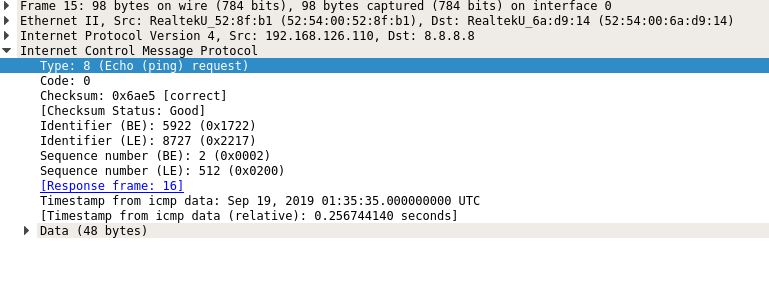 Frame 15: 98 bytes on wire (784 bits), 98 bytes captured (784 bits) on interface 0
Ethernet II, Src: RealtekU_52:8f:b1 (52:54:00:52:8f:b1), Dst: RealtekU_6a:d9:14 (52:54:00:6a:d9:14)
Internet Protocol Version 4, Src: 192.168.126.110, Dst: 8.8.8.8
Internet Control Message Protocol
Type: 8 (Echo (ping) request)
Code: 0
Checksum: 0x6ae5 [correct]
[Checksum Status: Good]
Identifier (BE): 5922 (0x1722)
Identifier (LE): 8727 (0x2217)
Sequence number (BE): 2 (0x0002)
Sequence number (LE): 512 (0x0200)
[Response frame: 16]
Timestamp from icmp data: Sep 19, 2019 01:35:35.000000000 UTC
[Timestamp from icmp data (relative): 0.256744140 seconds]
Data (48 bytes)